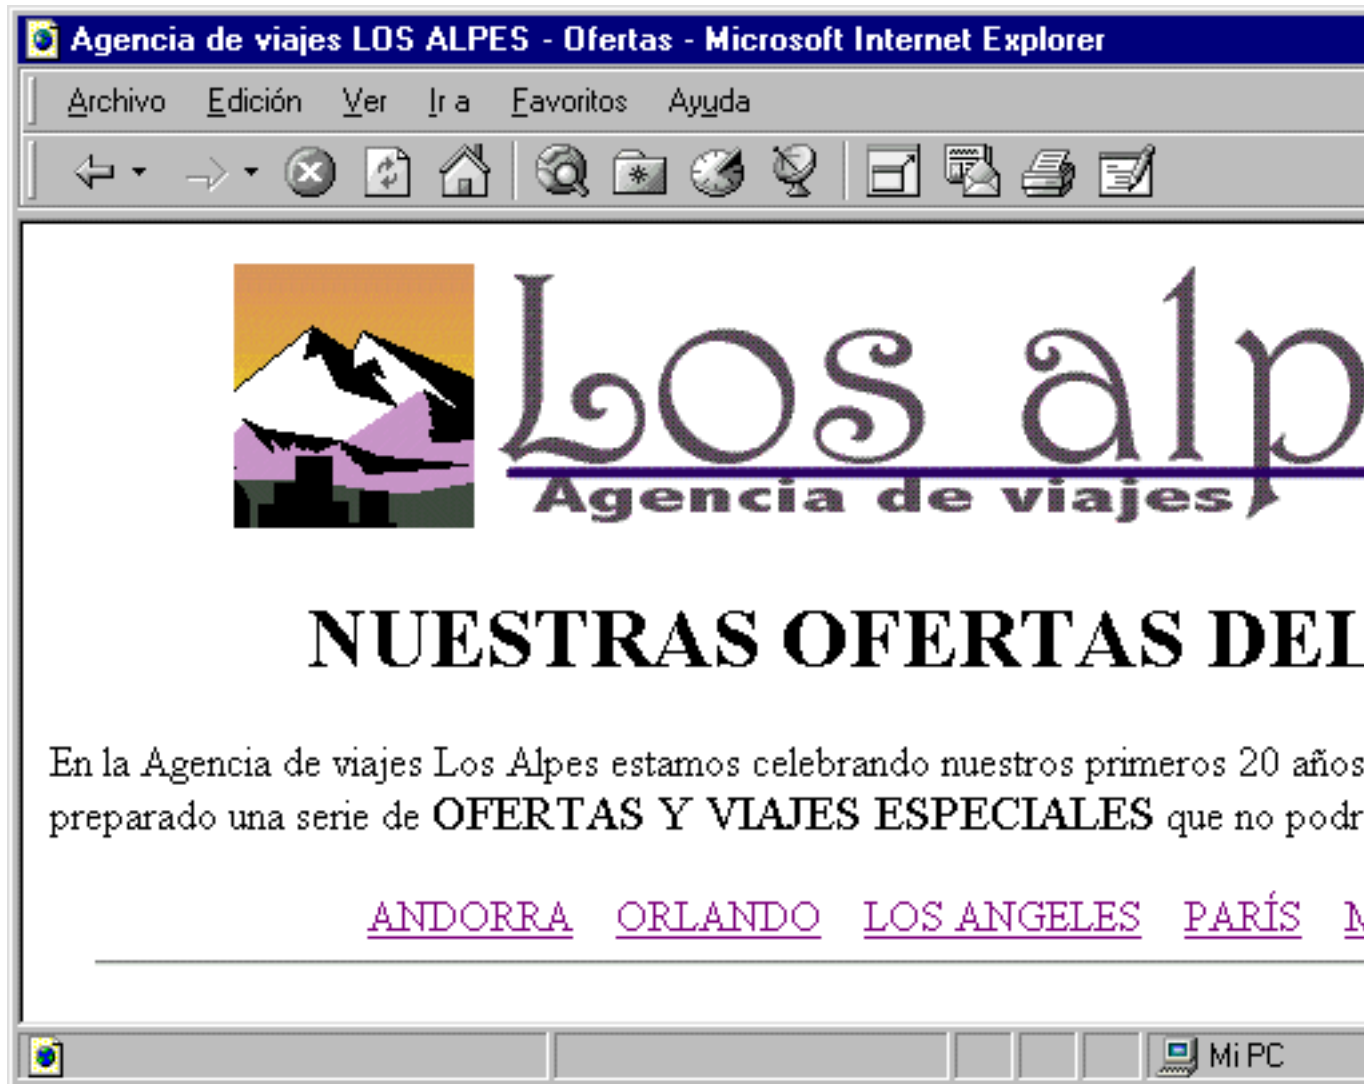 Agencia de viajes LOS ALPES - Ofertas - Microsoft Internet Explorer
Archivo Edición Ver Ir a Favoritos Ayuda
Los alp
Agencia de viajes
NUESTRAS OFERTAS DEL
En la Agencia de viajes Los Alpes estamos celebrando nuestros primeros 20 años
preparado una serie de OFERTAS Y VIAJES ESPECIALES que no podr
ANDORRA ORLANDO LOS ANGELES PARÍS
Mi PC